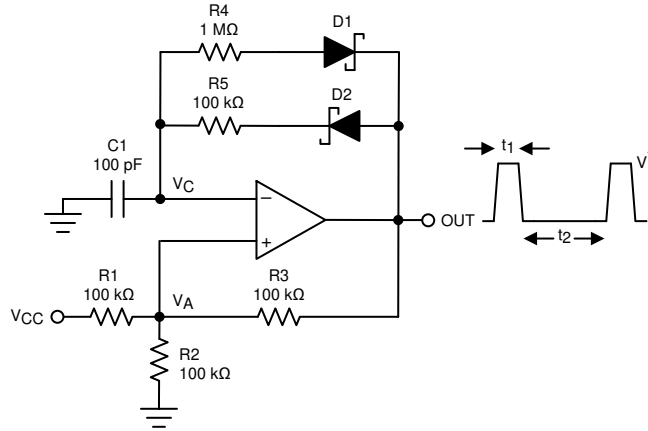 R4
1 MΩ
D1
R5
100 kΩ
D2
C1
100 pF
VC
−
+
OUT
t1
V
t2
R1
100 kΩ
R3
100 kΩ
VA
VCC
R2
100 kΩ